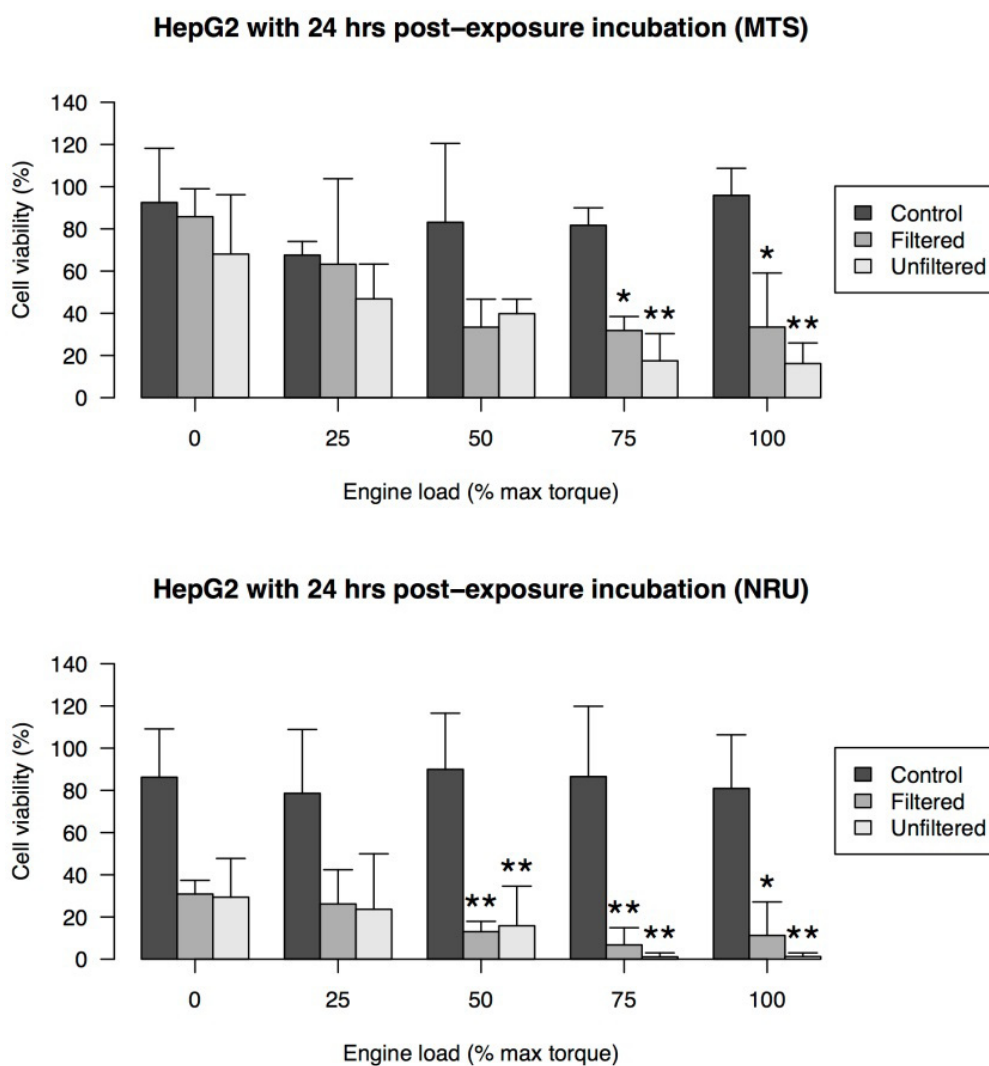 HepG2 with 24 hrs post–exposure incubation (MTS)
140
120
100
80
60
40
20
0
Cell viability (%)
* ** * **
0 25 50 75 100
Engine load (% max torque)
Control
Filtered
Unfiltered
HepG2 with 24 hrs post–exposure incubation (NRU)
140
120
100
80
60
40
20
0
Cell viability (%)
** ** ** ** * **
0 25 50 75 100
Engine load (% max torque)
Control
Filtered
Unfiltered